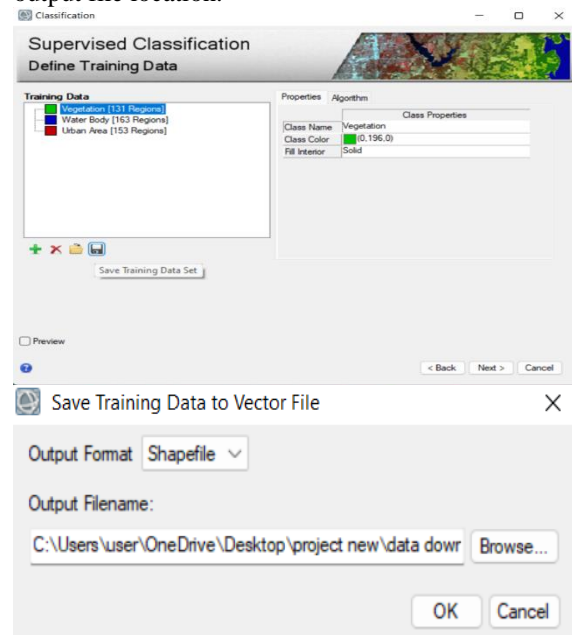 output file location.
Classification
Supervised Classification
Define Training Data
Training Data
Vegetation [131 Regions]
Water Body [163 Regions]
Urban Area [153 Regions]
Properties Algorithm
Class Properties
Class Name Vegetation
Class Color (0,196,0)
Fill Interior Solid
Save Training Data Set
Preview
< Back Next > Cancel
Save Training Data to Vector File
Output Format Shapefile
Output Filename:
C:\Users\user\OneDrive\Desktop\project new\data dowr Browse...
OK Cancel